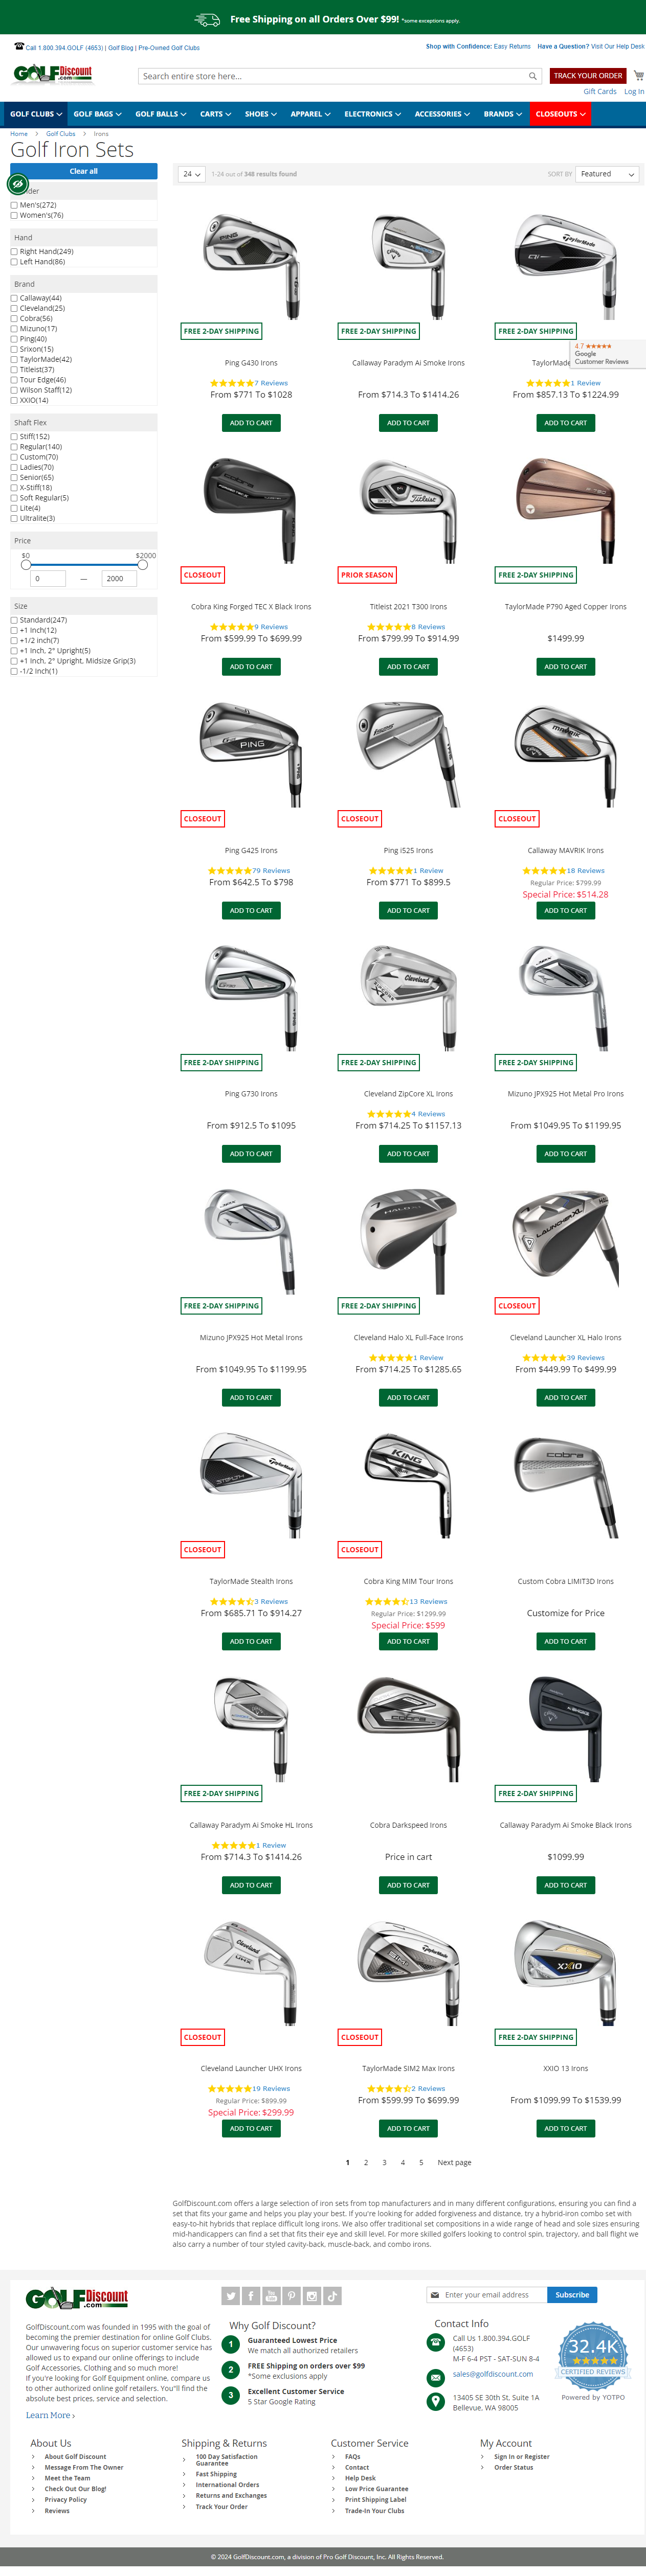 Free Shipping on all Orders Over $99! *some exceptions apply.
Call 1.800.394.GOLF (4653) | Golf Blog | Pre-Owned Golf Clubs
Shop with Confidence: Easy Returns Have a Question? Visit Our Help Desk
GOLF Discount .com
Search entire store here...
TRACK YOUR ORDER
Gift Cards Log In
GOLF CLUBS GOLF BAGS GOLF BALLS CARTS SHOES APPAREL ELECTRONICS ACCESSORIES BRANDS CLOSEOUTS
Home > Golf Clubs > Irons
Golf Iron Sets
Clear all
der
Men's(272)
Women's(76)
Hand
Right Hand(249)
Left Hand(86)
Brand
Callaway(44)
Cleveland(25)
Cobra(56)
Mizuno(17)
Ping(40)
Srixon(15)
TaylorMade(42)
Titleist(37)
Tour Edge(46)
Wilson Staff(12)
XXIO(14)
Shaft Flex
Stiff(152)
Regular(140)
Custom(70)
Ladies(70)
Senior(65)
X-Stiff(18)
Soft Regular(5)
Lite(4)
Ultralite(3)
Price
$0 $2000
0 — 2000
Size
Standard(247)
+1 Inch(12)
+1/2 inch(7)
+1 Inch, 2° Upright(5)
+1 Inch, 2° Upright, Midsize Grip(3)
-1/2 Inch(1)
24 1-24 out of 348 results found SORT BY Featured
FREE 2-DAY SHIPPING FREE 2-DAY SHIPPING FREE 2-DAY SHIPPING
4.7
Google
Customer Reviews
Ping G430 Irons Callaway Paradym Ai Smoke Irons TaylorMade
7 Reviews 1 Review
From $771 To $1028 From $714.3 To $1414.26 From $857.13 To $1224.99
ADD TO CART ADD TO CART ADD TO CART
CLOSEOUT PRIOR SEASON FREE 2-DAY SHIPPING
Cobra King Forged TEC X Black Irons Titleist 2021 T300 Irons TaylorMade P790 Aged Copper Irons
9 Reviews 8 Reviews
From $599.99 To $699.99 From $799.99 To $914.99 $1499.99
ADD TO CART ADD TO CART ADD TO CART
CLOSEOUT CLOSEOUT CLOSEOUT
Ping G425 Irons Ping i525 Irons Callaway MAVRIK Irons
79 Reviews 1 Review 18 Reviews
From $642.5 To $798 From $771 To $899.5 Regular Price: $799.99
Special Price: $514.28
ADD TO CART ADD TO CART ADD TO CART
FREE 2-DAY SHIPPING FREE 2-DAY SHIPPING FREE 2-DAY SHIPPING
Ping G730 Irons Cleveland ZipCore XL Irons Mizuno JPX925 Hot Metal Pro Irons
4 Reviews
From $912.5 To $1095 From $714.25 To $1157.13 From $1049.95 To $1199.95
ADD TO CART ADD TO CART ADD TO CART
FREE 2-DAY SHIPPING FREE 2-DAY SHIPPING CLOSEOUT
Mizuno JPX925 Hot Metal Irons Cleveland Halo XL Full-Face Irons Cleveland Launcher XL Halo Irons
1 Review 39 Reviews
From $1049.95 To $1199.95 From $714.25 To $1285.65 From $449.99 To $499.99
ADD TO CART ADD TO CART ADD TO CART
CLOSEOUT CLOSEOUT
TaylorMade Stealth Irons Cobra King MIM Tour Irons Custom Cobra LIMIT3D Irons
3 Reviews 13 Reviews
From $685.71 To $914.27 Regular Price: $1299.99 Customize for Price
Special Price: $599
ADD TO CART ADD TO CART ADD TO CART
FREE 2-DAY SHIPPING FREE 2-DAY SHIPPING
Callaway Paradym Ai Smoke HL Irons Cobra Darkspeed Irons Callaway Paradym Ai Smoke Black Irons
1 Review
From $714.3 To $1414.26 Price in cart $1099.99
ADD TO CART ADD TO CART ADD TO CART
CLOSEOUT CLOSEOUT FREE 2-DAY SHIPPING
Cleveland Launcher UHX Irons TaylorMade SIM2 Max Irons XXIO 13 Irons
19 Reviews 2 Reviews
Regular Price: $899.99 From $599.99 To $699.99 From $1099.99 To $1539.99
Special Price: $299.99
ADD TO CART ADD TO CART ADD TO CART
1 2 3 4 5 Next page
GolfDiscount.com offers a large selection of iron sets from top manufacturers and in many different configurations, ensuring you can find a
set that fits your game and helps you play your best. If you're looking for added forgiveness and distance, try a hybrid-iron combo set with
easy-to-hit hybrids that replace difficult long irons. We also offer traditional set compositions in a wide range of head and sole sizes ensuring
mid-handicappers can find a set that fits their eye and skill level. For more skilled golfers looking to control spin, trajectory, and ball flight we
also carry a number of tour styled cavity-back, muscle-back, and combo irons.
GOLF Discount .com
GolfDiscount.com was founded in 1995 with the goal of
becoming the premier destination for online Golf Clubs.
Our unwavering focus on superior customer service has
allowed us to expand our online offerings to include
Golf Accessories, Clothing and so much more!
If you're looking for Golf Equipment online, compare us
to other authorized online golf retailers. You"ll find the
absolute best prices, service and selection.
Learn More ›
Why Golf Discount?
1 Guaranteed Lowest Price
We match all authorized retailers
2 FREE Shipping on orders over $99
*Some exclusions apply
3 Excellent Customer Service
5 Star Google Rating
Enter your email address Subscribe
Contact Info
Call Us 1.800.394.GOLF
(4653)
M-F 6-4 PST - SAT-SUN 8-4
sales@golfdiscount.com
13405 SE 30th St, Suite 1A
Bellevue, WA 98005
32.4K
CERTIFIED REVIEWS
Powered by YOTPO
About Us
About Golf Discount
Message From The Owner
Meet the Team
Check Out Our Blog!
Privacy Policy
Reviews
Shipping & Returns
100 Day Satisfaction
Guarantee
Fast Shipping
International Orders
Returns and Exchanges
Track Your Order
Customer Service
FAQs
Contact
Help Desk
Low Price Guarantee
Print Shipping Label
Trade-In Your Clubs
My Account
Sign In or Register
Order Status
© 2024 GolfDiscount.com, a division of Pro Golf Discount, Inc. All Rights Reserved.